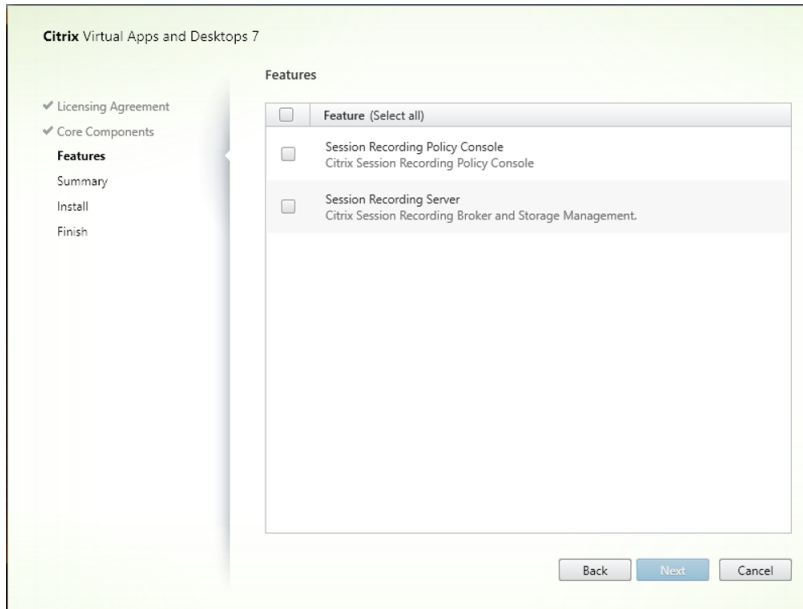 Citrix Virtual Apps and Desktops 7
Features
Licensing Agreement
Core Components
Features
Summary
Install
Finish
Feature (Select all)
Session Recording Policy Console
Citrix Session Recording Policy Console
Session Recording Server
Citrix Session Recording Broker and Storage Management.
Back Next Cancel